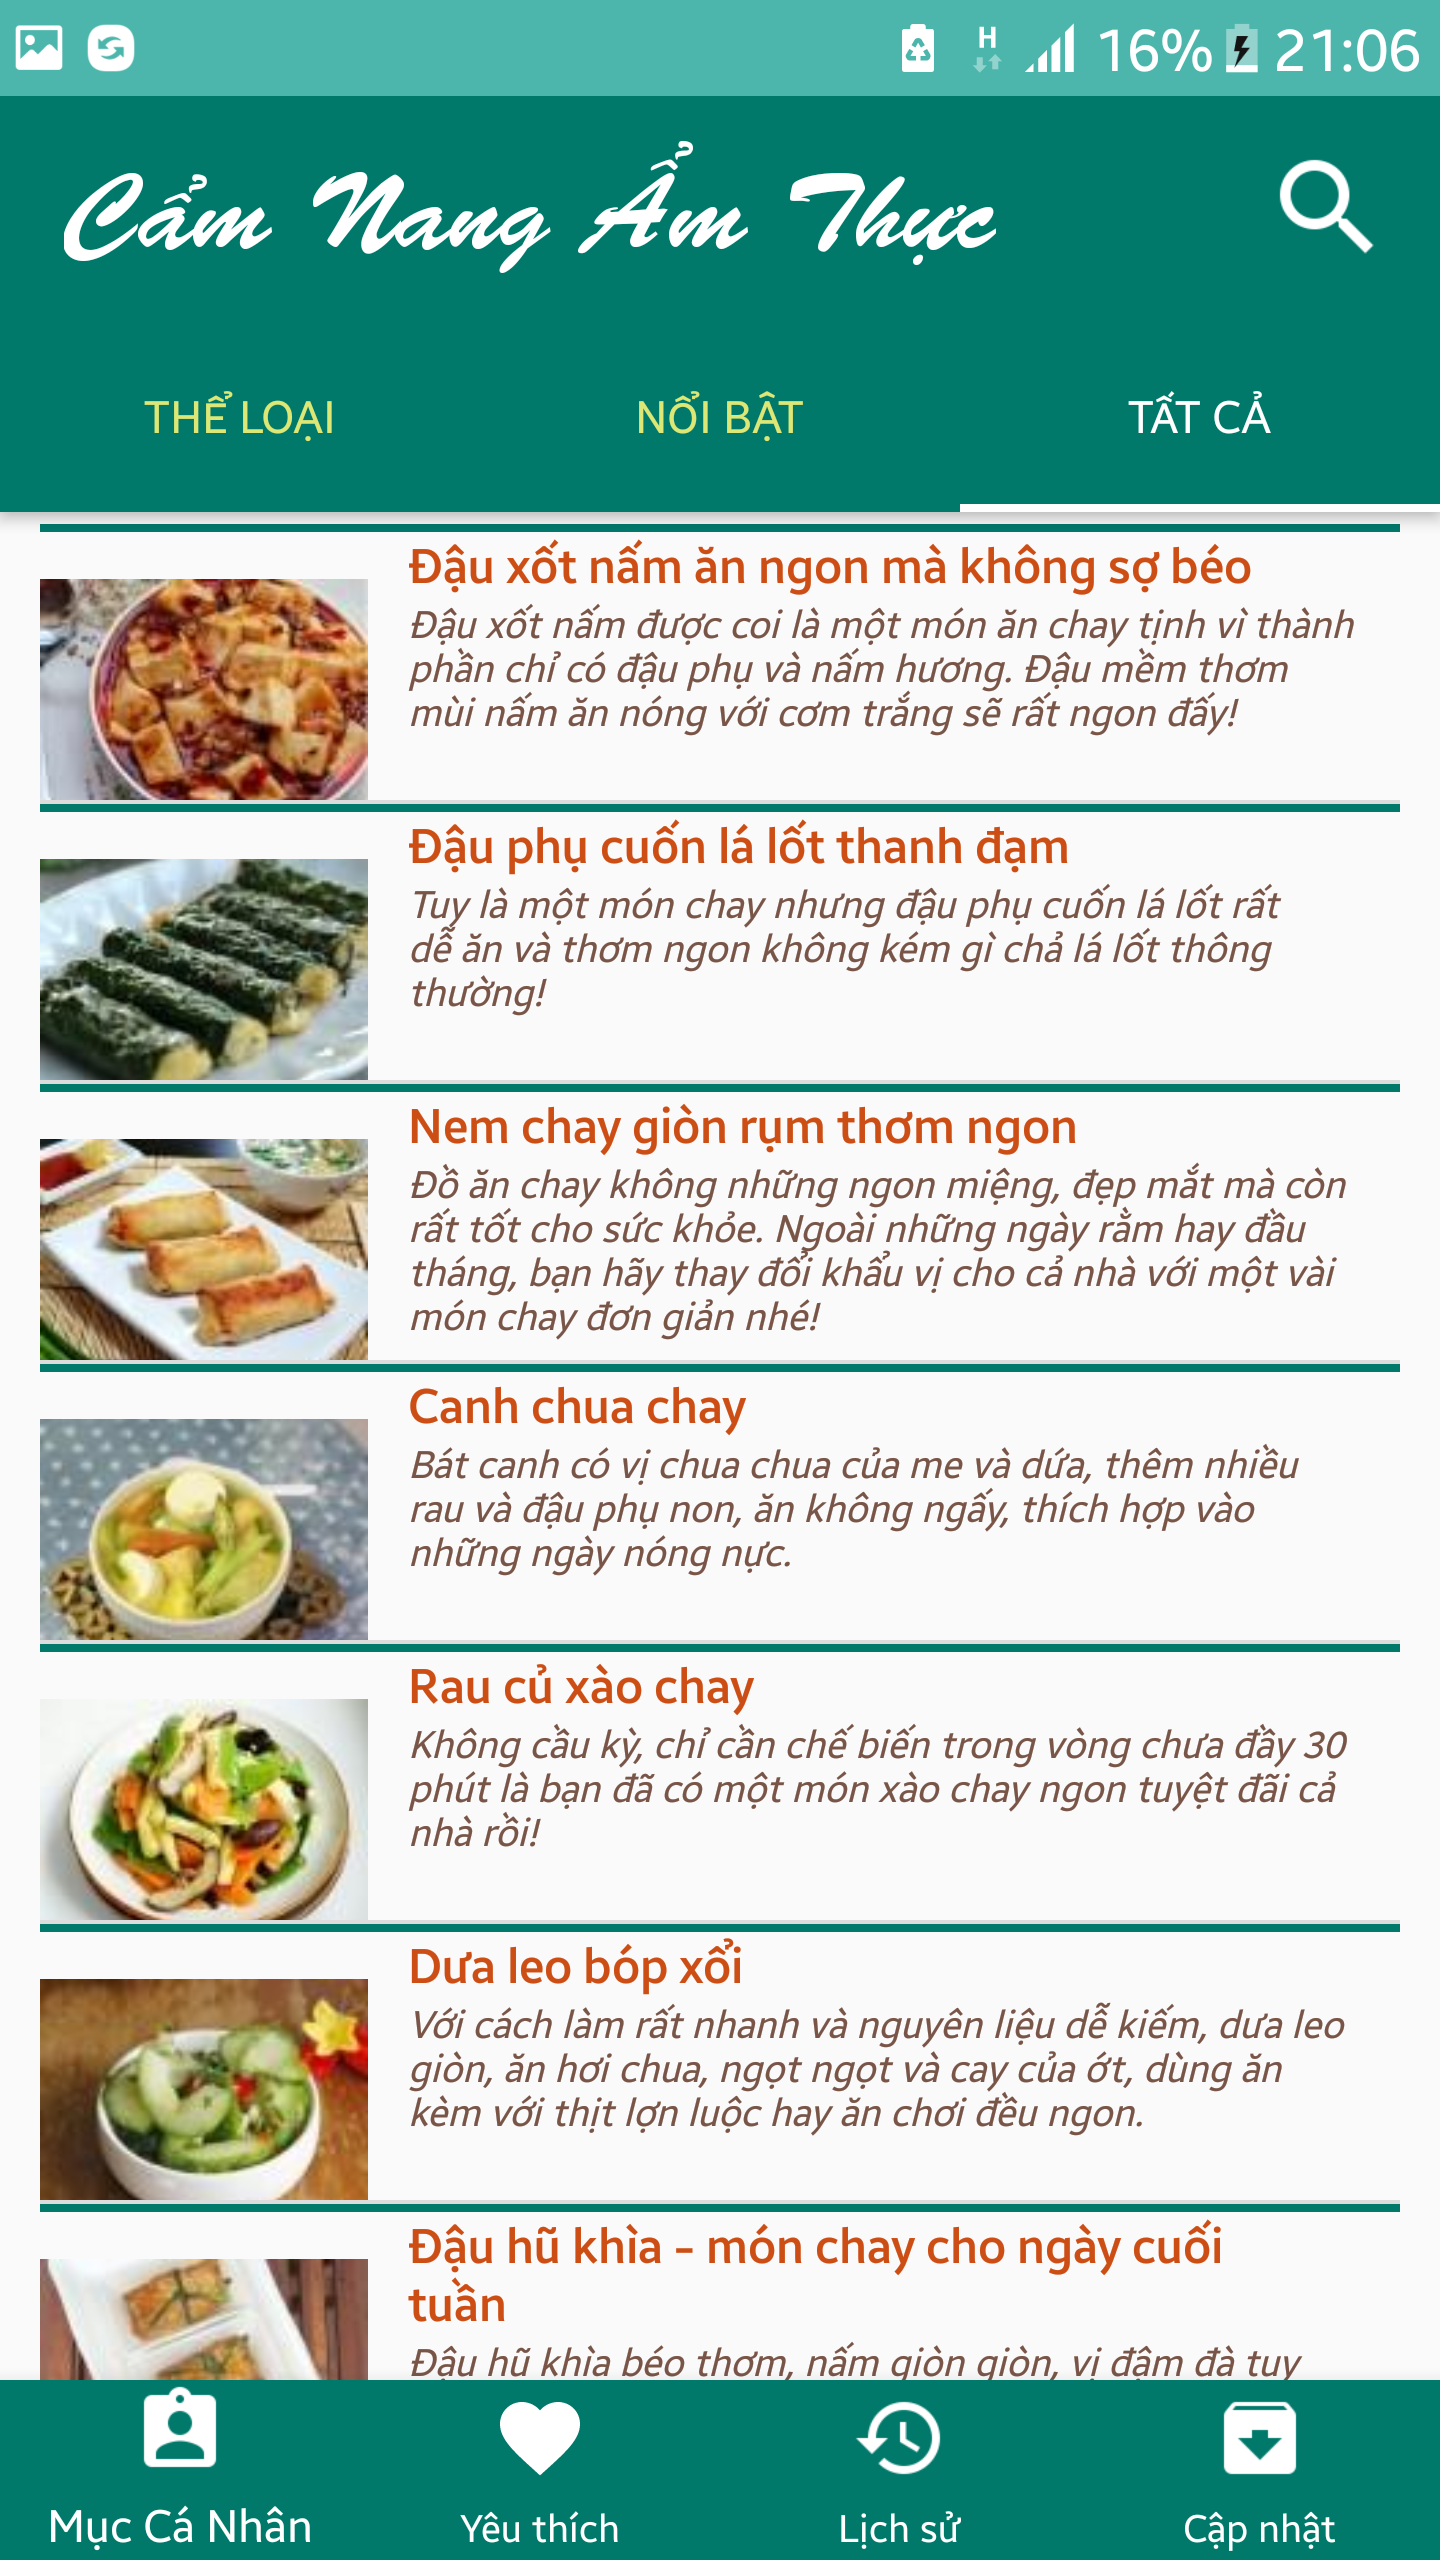 H 16% 21:06
Cẩm Nang Ẩm Thực
THỂ LOẠI NỔI BẬT TẤT CẢ
Đậu xốt nấm ăn ngon mà không sợ béo
Đậu xốt nấm được coi là một món ăn chay tịnh vì thành
phần chỉ có đậu phụ và nấm hương. Đậu mềm thơm
mùi nấm ăn nóng với cơm trắng sẽ rất ngon đấy!
Đậu phụ cuốn lá lốt thanh đạm
Tuy là một món chay nhưng đậu phụ cuốn lá lốt rất
dễ ăn và thơm ngon không kém gì chả lá lốt thông
thường!
Nem chay giòn rụm thơm ngon
Đồ ăn chay không những ngon miệng, đẹp mắt mà còn
rất tốt cho sức khỏe. Ngoài những ngày rằm hay đầu
tháng, bạn hãy thay đổi khẩu vị cho cả nhà với một vài
món chay đơn giản nhé!
Canh chua chay
Bát canh có vị chua chua của me và dứa, thêm nhiều
rau và đậu phụ non, ăn không ngấy, thích hợp vào
những ngày nóng nực.
Rau củ xào chay
Không cầu kỳ, chỉ cần chế biến trong vòng chưa đầy 30
phút là bạn đã có một món xào chay ngon tuyệt đãi cả
nhà rồi!
Dưa leo bóp xổi
Với cách làm rất nhanh và nguyên liệu dễ kiếm, dưa leo
giòn, ăn hơi chua, ngọt ngọt và cay của ớt, dùng ăn
kèm với thịt lợn luộc hay ăn chơi đều ngon.
Đậu hũ khìa - món chay cho ngày cuối
tuần
Đậu hũ khìa béo thơm, nấm giòn giòn, vị đậm đà tuy
Mục Cá Nhân Yêu thích Lịch sử Cập nhật